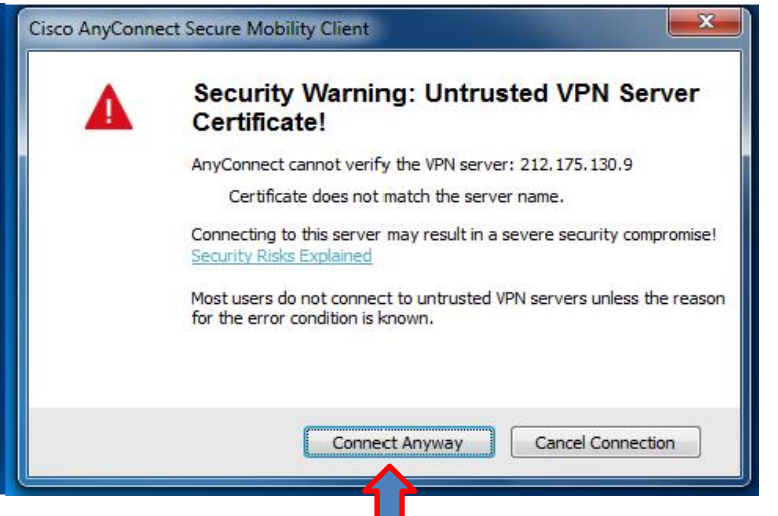 Cisco AnyConnect Secure Mobility Client
Security Warning: Untrusted VPN Server
Certificate!
AnyConnect cannot verify the VPN server: 212.175.130.9
Certificate does not match the server name.
Connecting to this server may result in a severe security compromise!
Security Risks Explained
Most users do not connect to untrusted VPN servers unless the reason
for the error condition is known.
Connect Anyway
Cancel Connection